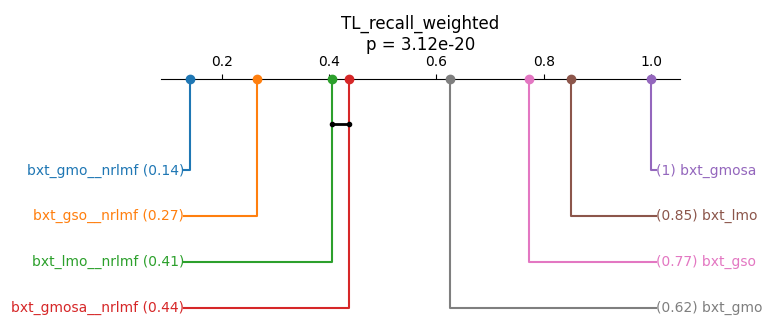 TL_recall_weighted
p = 3.12e-20
0.2 0.4 0.6 0.8 1.0
bxt_gmo__nrlmf (0.14) (1) bxt_gmosa
bxt_gso__nrlmf (0.27) (0.85) bxt_lmo
bxt_lmo__nrlmf (0.41) (0.77) bxt_gso
bxt_gmosa__nrlmf (0.44) (0.62) bxt_gmo